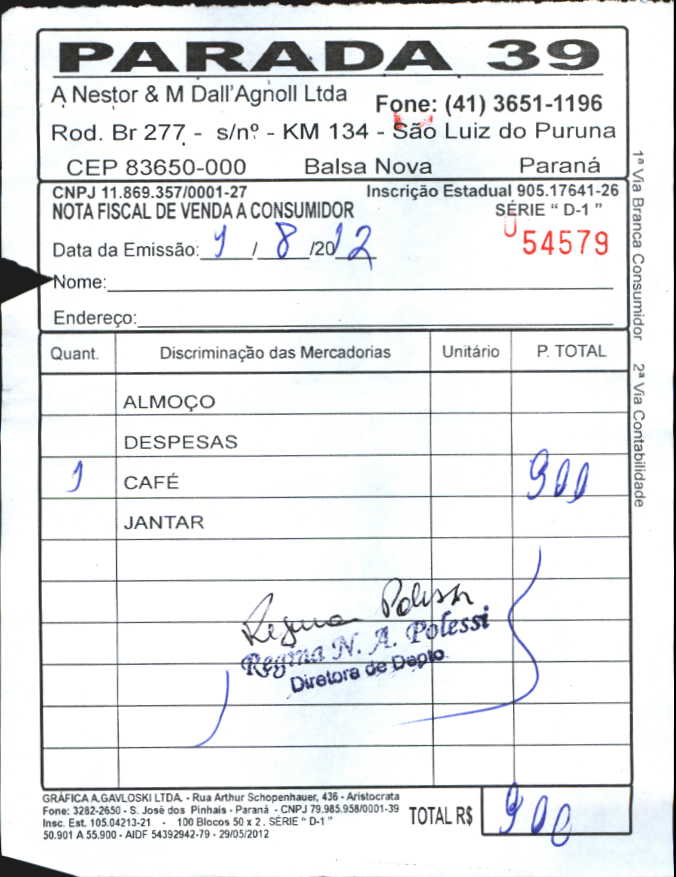 PARADA 39
A Nestor & M Dall'Agnoll Ltda
Fone: (41) 3651-1196
Rod. Br 277 - s/nº - KM 134 - São Luiz do Puruna
CEP 83650-000 Balsa Nova Paraná
CNPJ 11.869.357/0001-27 Inscrição Estadual 905.17641-26
NOTA FISCAL DE VENDA A CONSUMIDOR SÉRIE “ D-1 ”
54579
Data da Emissão: 1 / 8 /2012
Nome:
Endereço:
Quant. Discriminação das Mercadorias Unitário P. TOTAL
ALMOÇO
DESPESAS
1 CAFÉ 900
JANTAR
Regina Polessi
Regina N. A. Polessi
Diretora de Depto
GRÁFICA A.GAVLOSKI LTDA. - Rua Arthur Schopenhauer, 436 - Aristocrata
Fone: 3282-2650 - S. José dos Pinhais - Paraná - CNPJ 79.985.958/0001-39
Insc. Est. 105.04213-21 - 100 Blocos 50 x 2 . SÉRIE “ D-1 ”
50.901 A 55.900 - AIDF 54392942-79 - 29/05/2012
TOTAL R$ 900
1ª Via Branca Consumidor 2ª Via Contabilidade